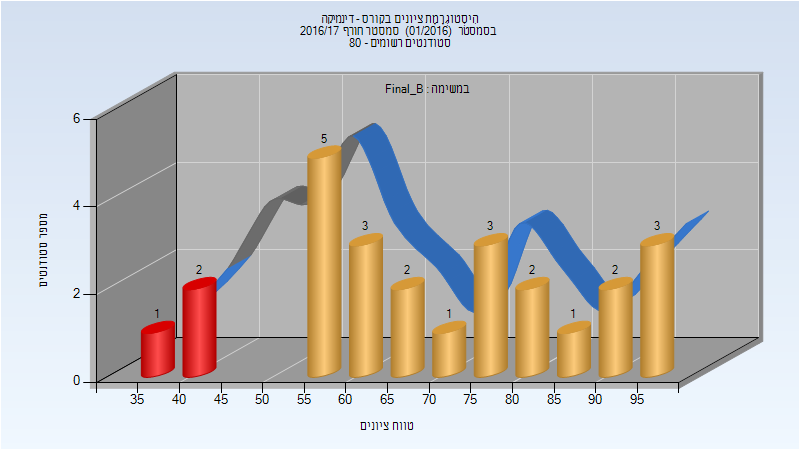 היסטוגרמת ציונים בקורס - דינמיקה
בסמסטר (01/2016) סמסטר חורף 2016/17
סטודנטים רשומים - 80
במשימה : Final_B
מספר סטודנטים
6
4
2
0
1
2
5
3
2
1
3
2
1
2
3
35 40 45 50 55 60 65 70 75 80 85 90 95
טווח ציונים